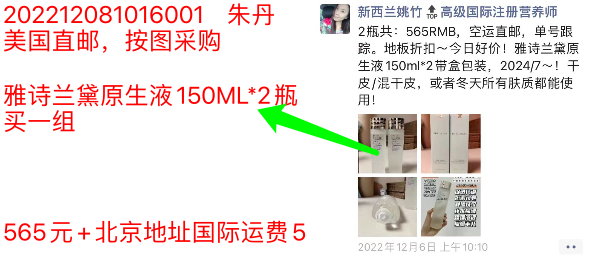 202212081016001 朱丹
美国直邮，按图采购
雅诗兰黛原生液150ML*2瓶
买一组
565元+北京地址国际运费5
新西兰姚竹🔝高级国际注册营养师
2瓶共：565RMB，空运直邮，单号跟
踪。地板折扣～今日好价！雅诗兰黛原
生液150ml*2带盒包装，2024/7～！干
皮/混干皮，或者冬天所有肤质都能使
用！
2022年12月6日 上午10:10